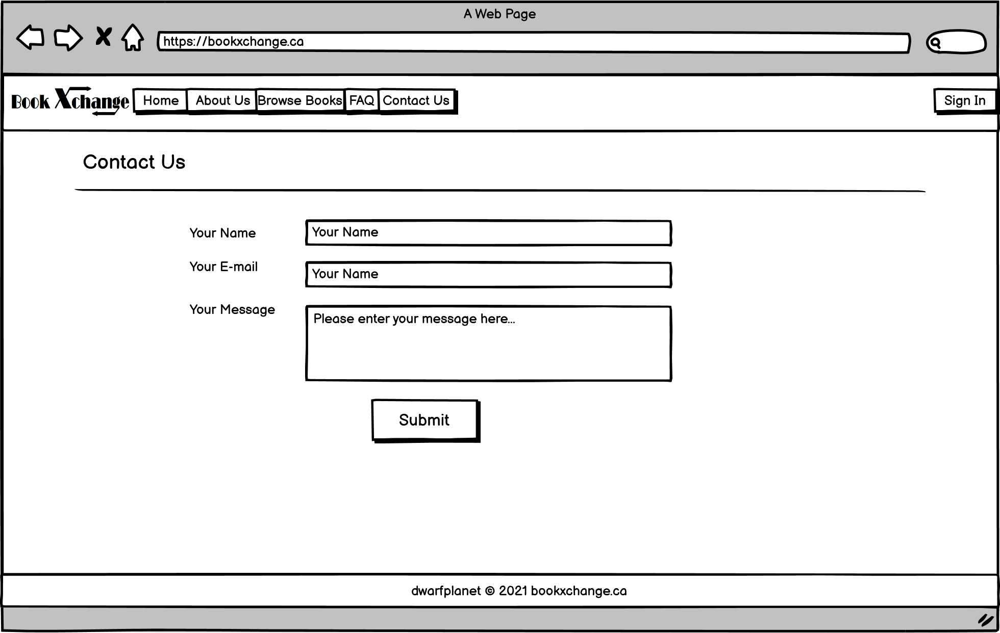 A Web Page
https://bookxchange.ca
Book Xchange Home About Us Browse Books FAQ Contact Us Sign In
Contact Us
Your Name Your Name
Your E-mail Your Name
Your Message Please enter your message here...
Submit
dwarfplanet © 2021 bookxchange.ca